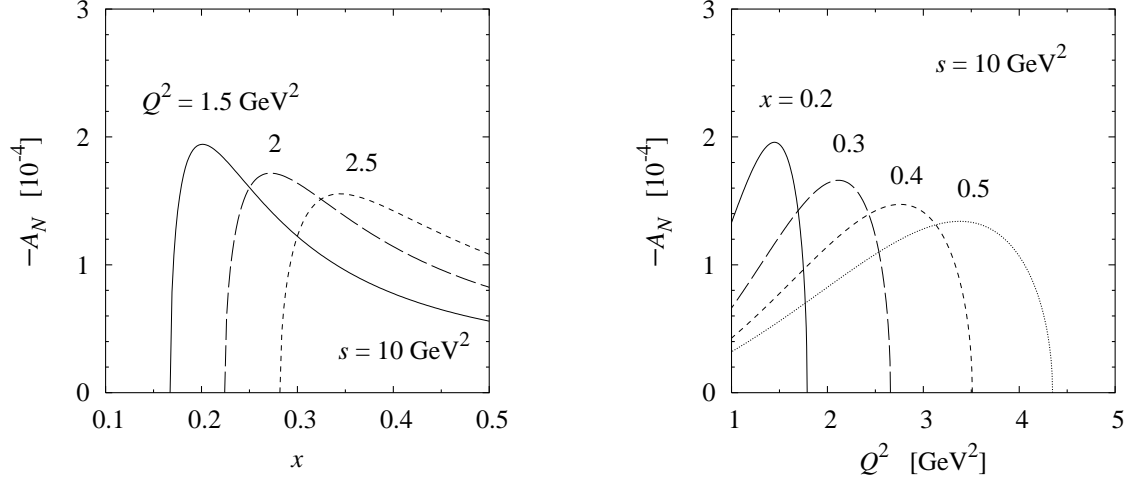 3
2
1
0
−A_N [10^-4]
Q^2 = 1.5 GeV^2
2
2.5
s = 10 GeV^2
0.1 0.2 0.3 0.4 0.5
x
3
2
1
0
−A_N [10^-4]
s = 10 GeV^2
x = 0.2
0.3
0.4
0.5
1 2 3 4 5
Q^2 [GeV^2]